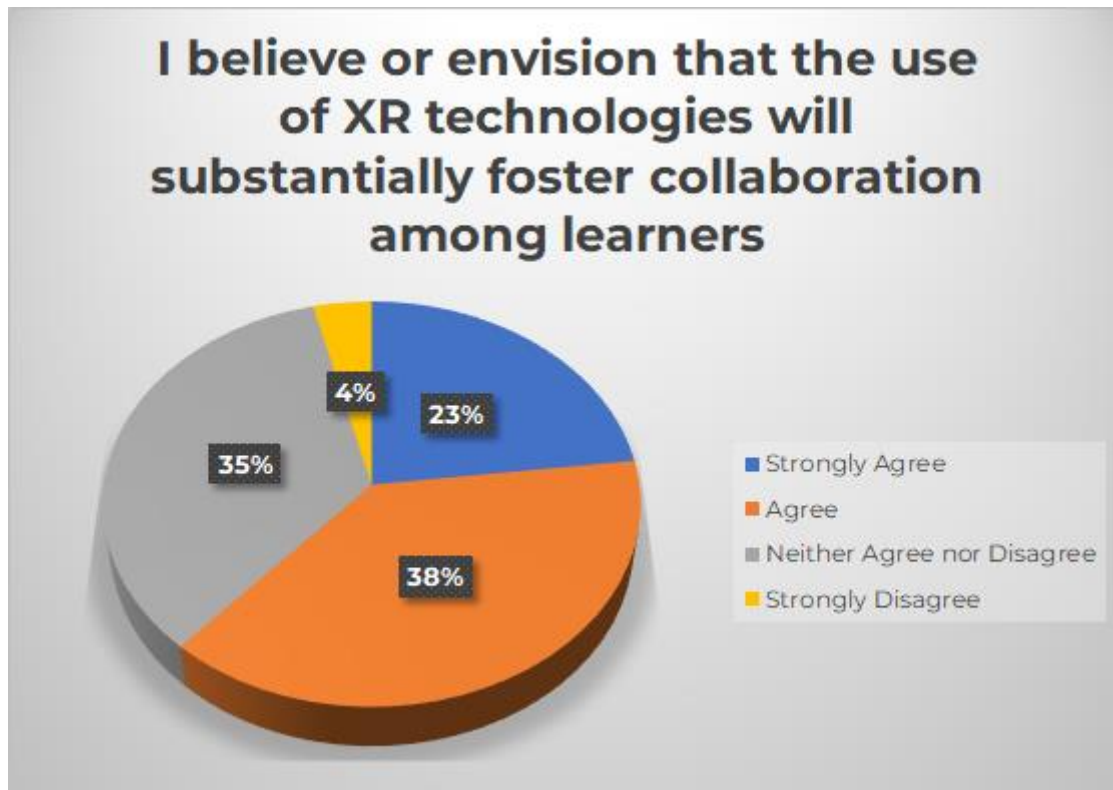 I believe or envision that the use
of XR technologies will
substantially foster collaboration
among learners
4%
23%
35%
38%
Strongly Agree
Agree
Neither Agree nor Disagree
Strongly Disagree